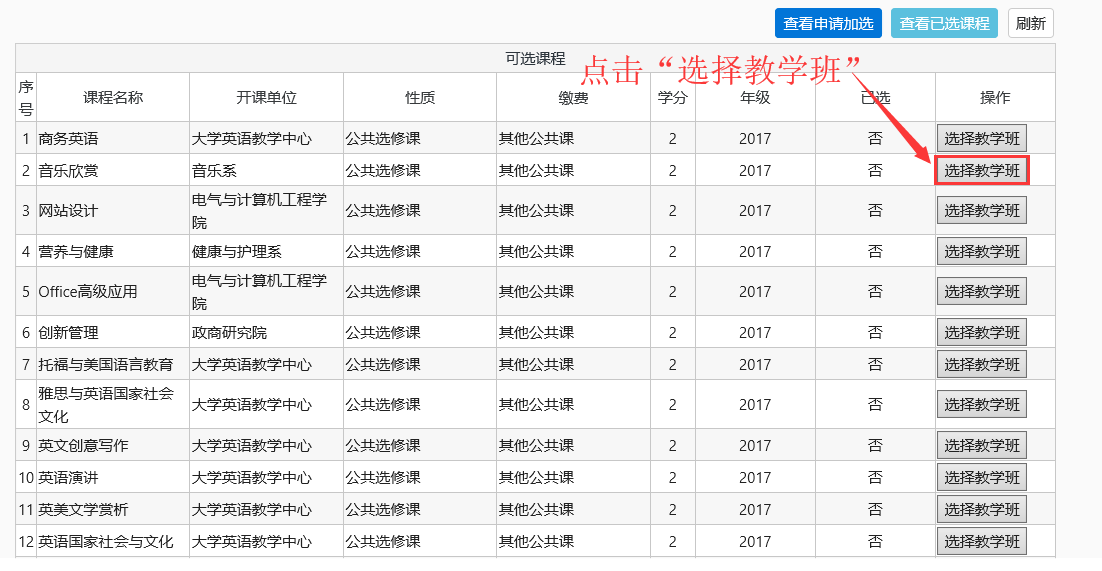 查看申请加选 查看已选课程 刷新
可选课程
点击“选择教学班”
序号 课程名称 开课单位 性质 缴费 学分 年级 已选 操作
1 商务英语 大学英语教学中心 公共选修课 其他公共课 2 2017 否 选择教学班
2 音乐欣赏 音乐系 公共选修课 其他公共课 2 2017 否 选择教学班
3 网站设计 电气与计算机工程学院 公共选修课 其他公共课 2 2017 否 选择教学班
4 营养与健康 健康与护理系 公共选修课 其他公共课 2 2017 否 选择教学班
5 Office高级应用 电气与计算机工程学院 公共选修课 其他公共课 2 2017 否 选择教学班
6 创新管理 政商研究院 公共选修课 其他公共课 2 2017 否 选择教学班
7 托福与美国语言教育 大学英语教学中心 公共选修课 其他公共课 2 2017 否 选择教学班
8 雅思与英语国家社会文化 大学英语教学中心 公共选修课 其他公共课 2 2017 否 选择教学班
9 英文创意写作 大学英语教学中心 公共选修课 其他公共课 2 2017 否 选择教学班
10 英语演讲 大学英语教学中心 公共选修课 其他公共课 2 2017 否 选择教学班
11 英美文学赏析 大学英语教学中心 公共选修课 其他公共课 2 2017 否 选择教学班
12 英语国家社会与文化 大学英语教学中心 公共选修课 其他公共课 2 2017 否 选择教学班